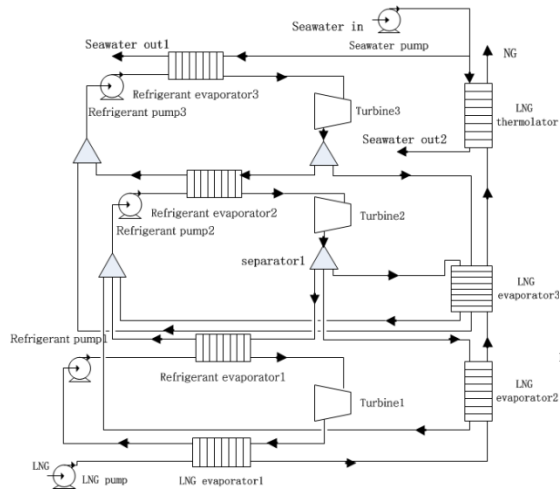 Seawater in
Seawater out1
Seawater pump
NG
Refrigerant evaporator3
Refrigerant pump3
Turbine3
LNG
thermolator
Seawater out2
Refrigerant evaporator2
Refrigerant pump2
Turbine2
separator1
LNG
evaporator3
Refrigerant pump1
Refrigerant evaporator1
Turbine1
LNG
evaporator2
LNG
LNG pump
LNG evaporator1